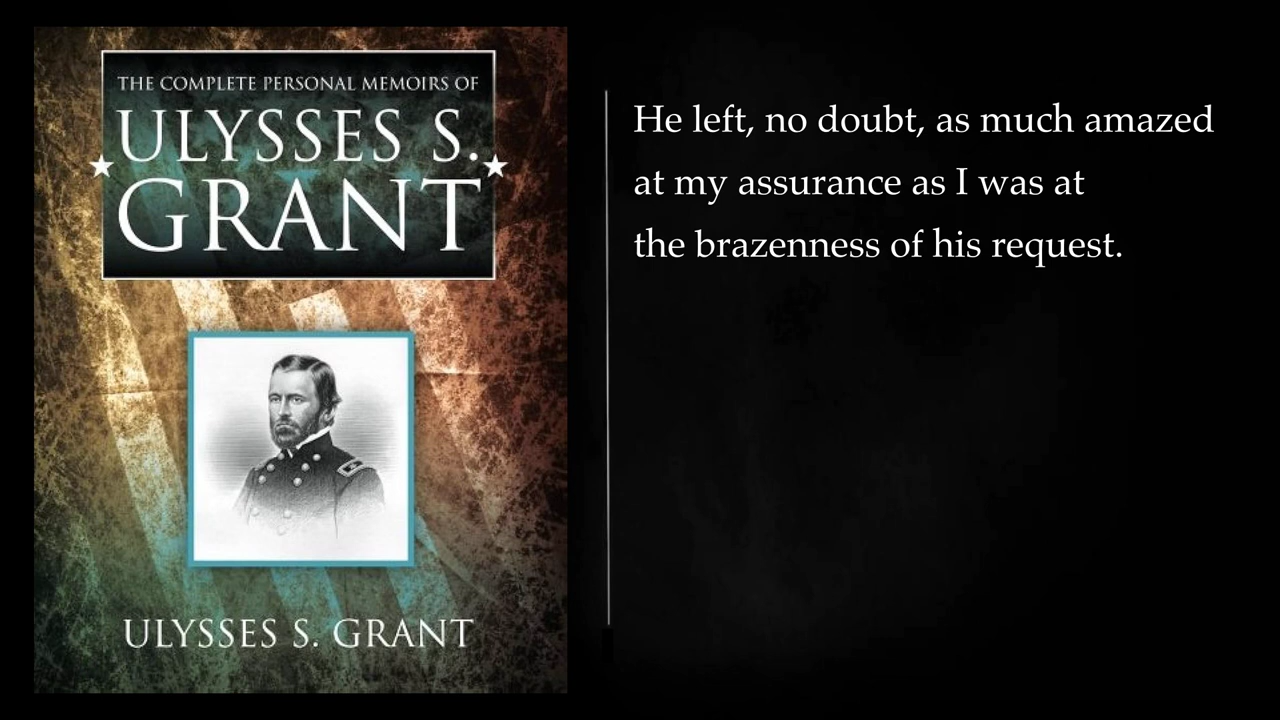 THE COMPLETE PERSONAL MEMOIRS OF
ULYSSES S.
GRANT
ULYSSES S. GRANT
He left, no doubt, as much amazed
at my assurance as I was at
the brazenness of his request.